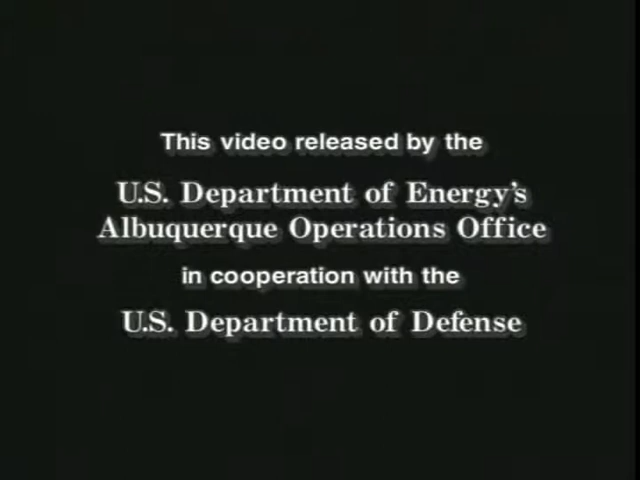 This video released by the
U.S. Department of Energy's
Albuquerque Operations Office
in cooperation with the
U.S. Department of Defense